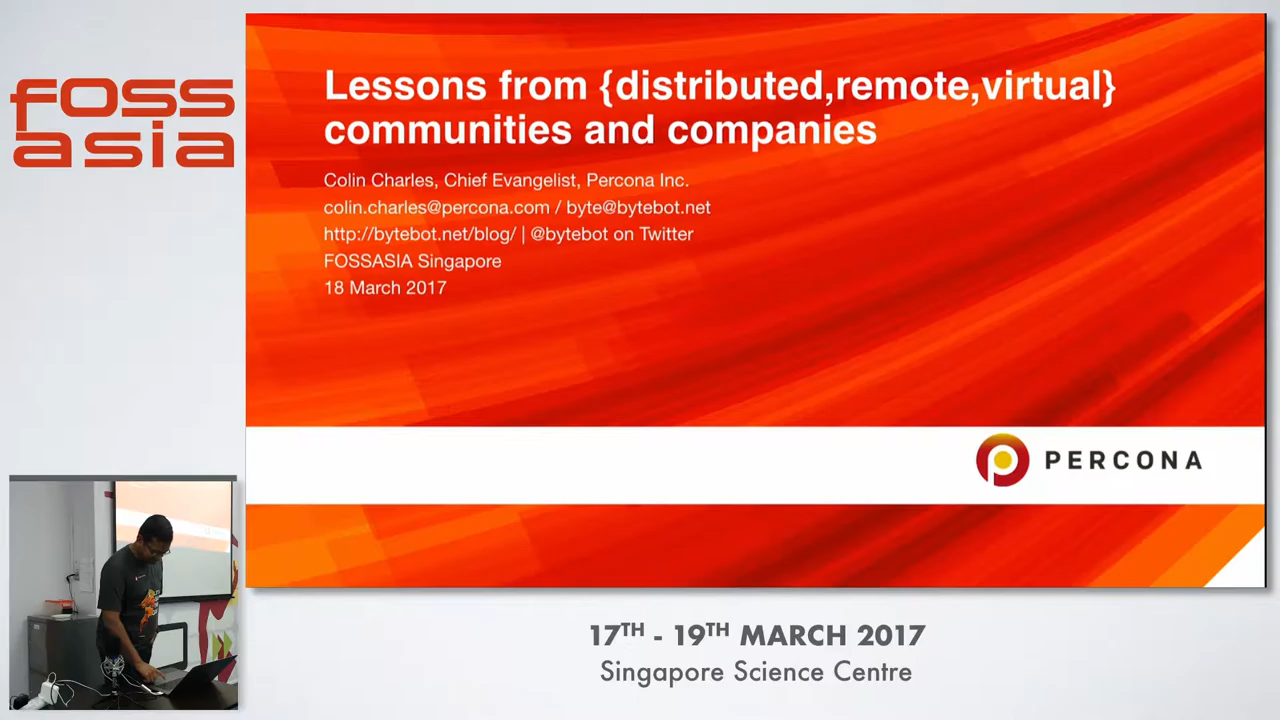 foss
asia
Lessons from {distributed,remote,virtual}
communities and companies
Colin Charles, Chief Evangelist, Percona Inc.
colin.charles@percona.com / byte@bytebot.net
http://bytebot.net/blog/ | @bytebot on Twitter
FOSSASIA Singapore
18 March 2017
PERCONA
17TH - 19TH MARCH 2017
Singapore Science Centre